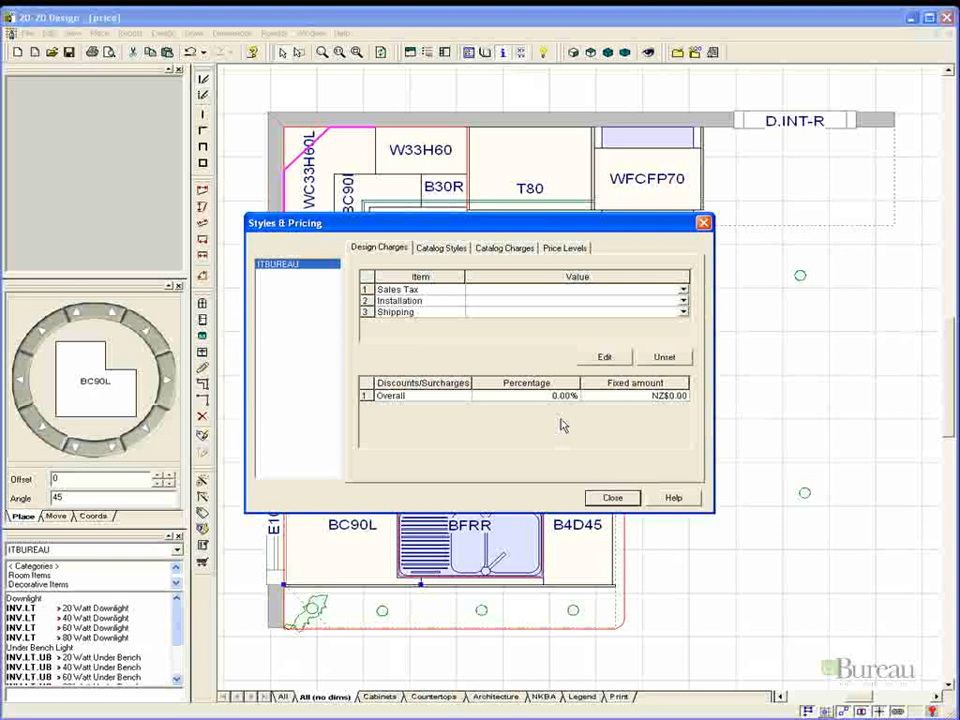 20-20 Design - [price]
D.INT-R
WC33H60L
W33H60
BC90L
B30R
T80
WFCFP70
Styles & Pricing
Design Charges
Catalog Styles
Catalog Charges
Price Levels
ITBUREAU
Item
Value
1 Sales Tax
2 Installation
3 Shipping
Edit
Unset
Discounts/Surcharges
Percentage
Fixed amount
1 Overall
0.00%
NZ$0.00
Close
Help
BC90L
Offset
0
Angle
45
Place
Move
Coords
ITBUREAU
< Categories >
Room Items
Decorative Items
Downlight
INV.LT
20 Watt Downlight
INV.LT
40 Watt Downlight
INV.LT
60 Watt Downlight
INV.LT
80 Watt Downlight
Under Bench Light
INV.LT.UB
20 Watt Under Bench
INV.LT.UB
40 Watt Under Bench
INV.LT.UB
60 Watt Under Bench
BC90L
BFRR
B4D45
Bureau
All
All (no dims)
Cabinets
Countertops
Architecture
NKBA
Legend
Print